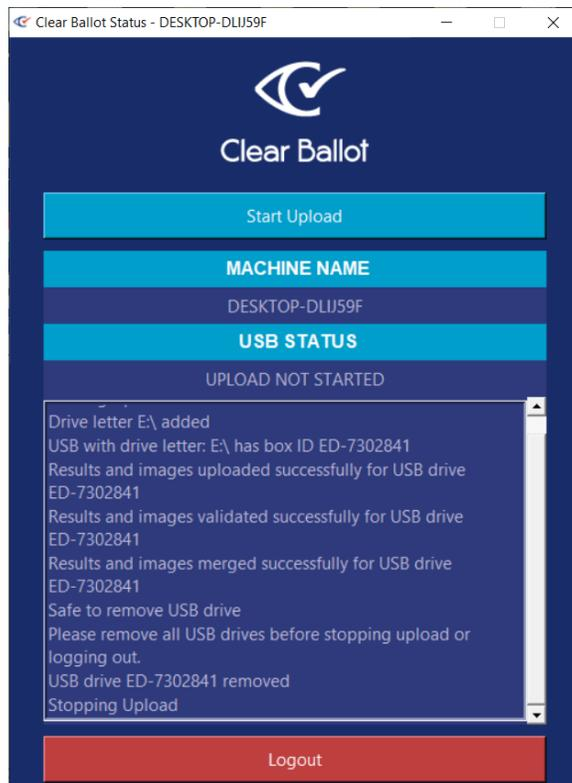 Clear Ballot Status - DESKTOP-DLIJ59F
Clear Ballot
Start Upload
MACHINE NAME
DESKTOP-DLIJ59F
USB STATUS
UPLOAD NOT STARTED
Drive letter E:\ added
USB with drive letter: E:\ has box ID ED-7302841
Results and images uploaded successfully for USB drive
ED-7302841
Results and images validated successfully for USB drive
ED-7302841
Results and images merged successfully for USB drive
ED-7302841
Safe to remove USB drive
Please remove all USB drives before stopping upload or
logging out.
USB drive ED-7302841 removed
Stopping Upload
Logout